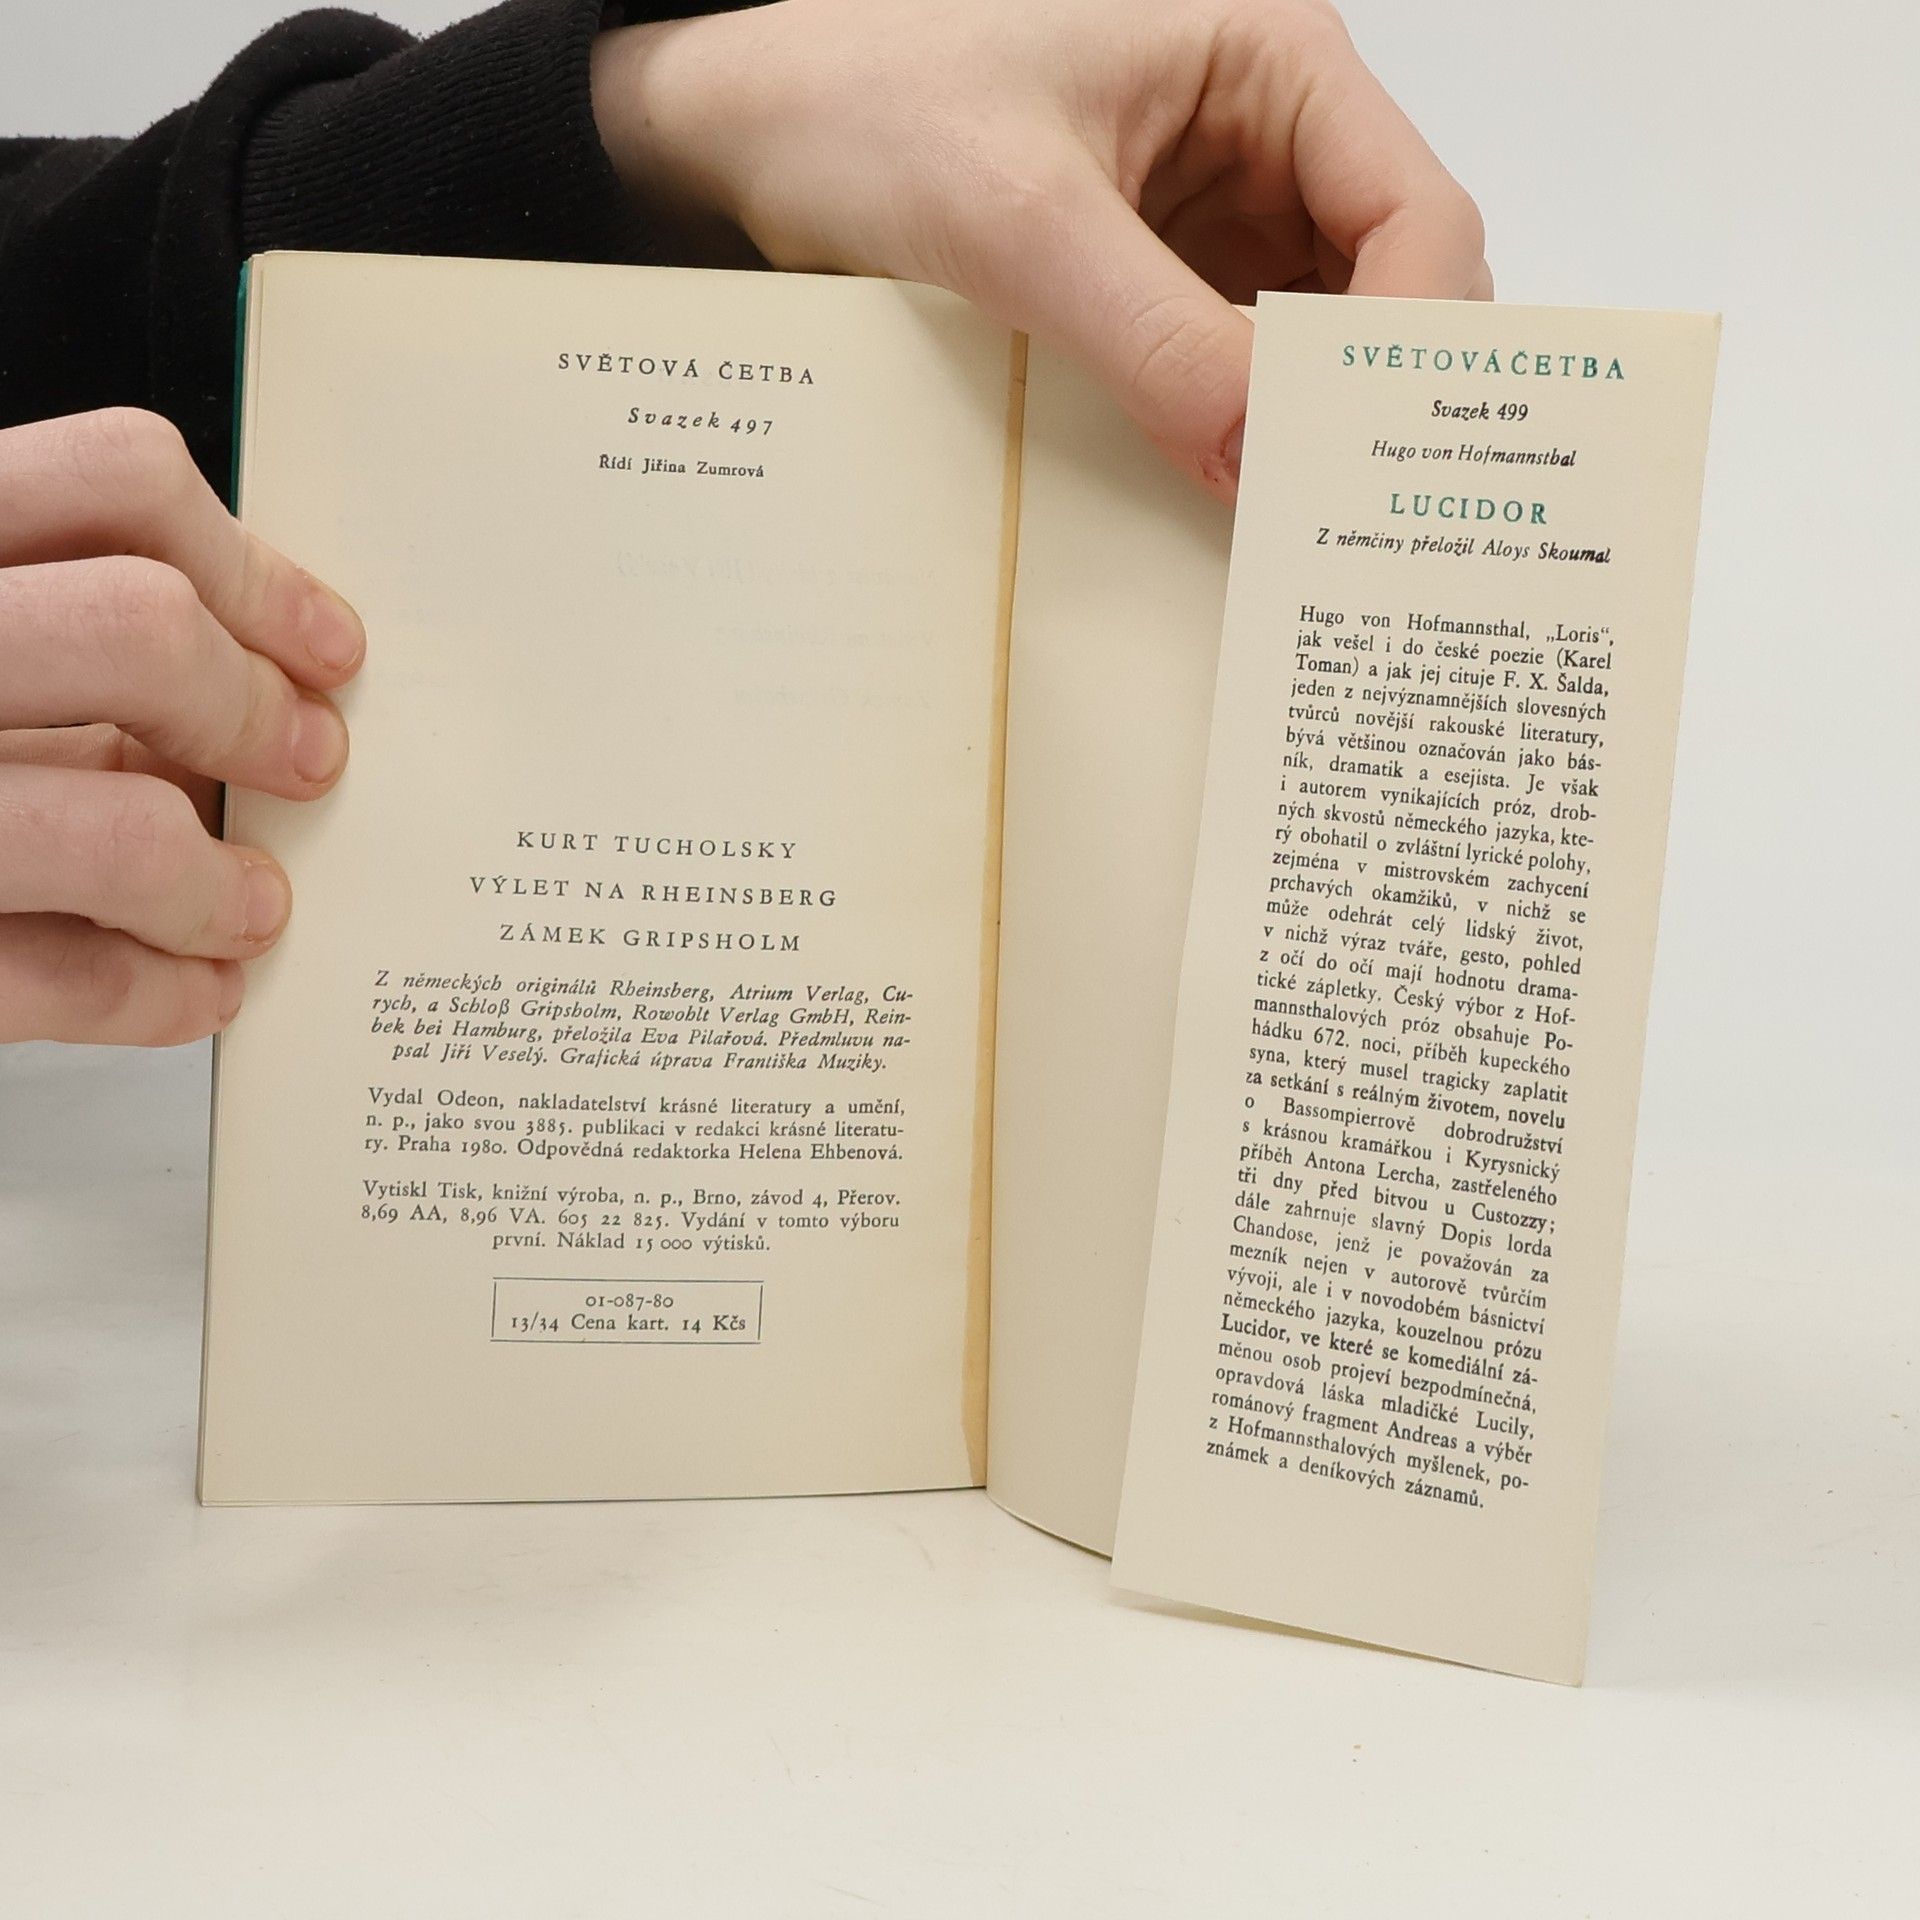 SVĚTOVÁ ČETBA
Svazek 497
Řídí Jiřina Zumrová
KURT TUCHOLSKY
VÝLET NA RHEINSBERG
ZÁMEK GRIPSHOLM
Z německých originálů Rheinsberg, Atrium Verlag, Cu-
rych, a Schloß Gripsholm, Rowohlt Verlag GmbH, Rein-
bek bei Hamburg, přeložila Eva Pilařová. Předmluvu na-
psal Jiří Veselý. Grafická úprava Františka Muziky.
Vydal Odeon, nakladatelství krásné literatury a umění,
n. p., jako svou 3885. publikaci v redakci krásné literatu-
ry. Praha 1980. Odpovědná redaktorka Helena Ehbenová.
Vytiskl Tisk, knižní výroba, n. p., Brno, závod 4, Přerov.
8,69 AA, 8,96 VA. 605 22 825. Vydání v tomto výboru
první. Náklad 15 000 výtisků.
01-087-80
13/34 Cena kart. 14 Kčs
SVĚTOVÁ ČETBA
Svazek 499
Hugo von Hofmannsthal
LUCIDOR
Z němčiny přeložil Aloys Skoumal
Hugo von Hofmannsthal, „Loris“,
jak vešel i do české poezie (Karel
Toman) a jak jej cituje F. X. Šalda,
jeden z nejvýznamnějších slovesných
tvůrců novější rakouské literatury,
bývá většinou označován jako bás-
ník, dramatik a esejista. Je však
i autorem vynikajících próz, drob-
ných skvostů německého jazyka, kte-
rý obohatil o zvláštní lyrické polohy,
zejména v mistrovském zachycení
prchavých okamžiků, v nichž se
může odehrát celý lidský život,
v nichž výraz tváře, gesto, pohled
z očí do očí mají hodnotu drama-
tické zápletky. Český výbor z Hof-
mannsthalových próz obsahuje Po-
hádku 672. noci, příběh kupeckého
syna, který musel tragicky zaplatit
za setkání s reálným životem, novelu
o Bassompierrově dobrodružství
s krásnou kramářkou i Kyrysnický
příběh Antona Lercha, zastřeleného
tři dny před bitvou u Custozzy;
dále zahrnuje slavný Dopis lorda
Chandose, jenž je považován za
mezník nejen v autorově tvůrčím
vývoji, ale i v novodobém básnictví
německého jazyka, kouzelnou prózu
Lucidor, ve které se komediální zá-
měnou osob projeví bezpodmínečná,
opravdová láska mladičké Lucily,
románový fragment Andreas a výběr
z Hofmannsthalových myšlenek, po-
známek a deníkových záznamů.